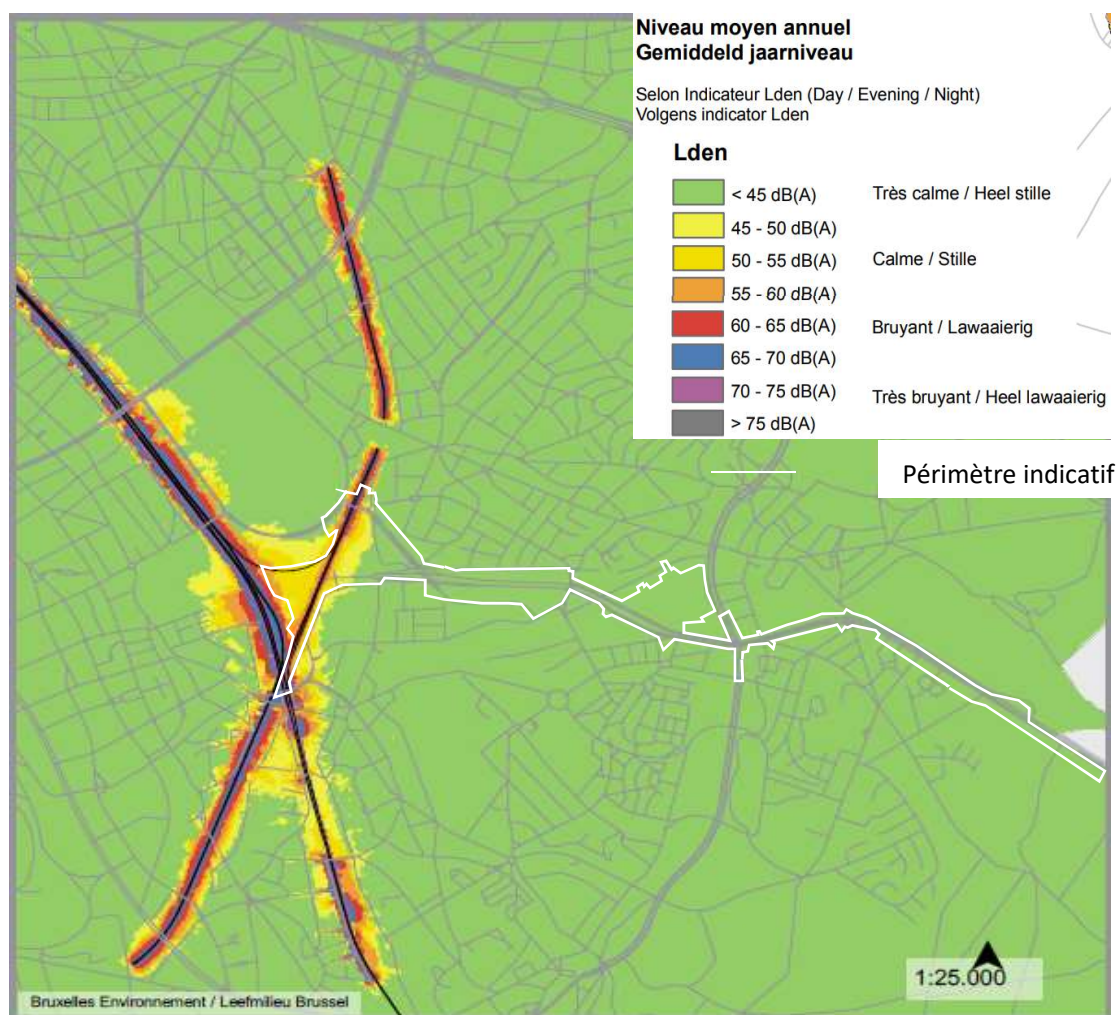 Niveau moyen annuel
Gemiddeld jaarniveau
Selon Indicateur Lden (Day / Evening / Night)
Volgens indicator Lden
Lden
< 45 dB(A) Très calme / Heel stille
45 - 50 dB(A)
50 - 55 dB(A) Calme / Stille
55 - 60 dB(A)
60 - 65 dB(A) Bruyant / Lawaaierig
65 - 70 dB(A)
70 - 75 dB(A) Très bruyant / Heel lawaaierig
> 75 dB(A)
Périmètre indicatif
1:25.000
Bruxelles Environnement / Leefmilieu Brussel